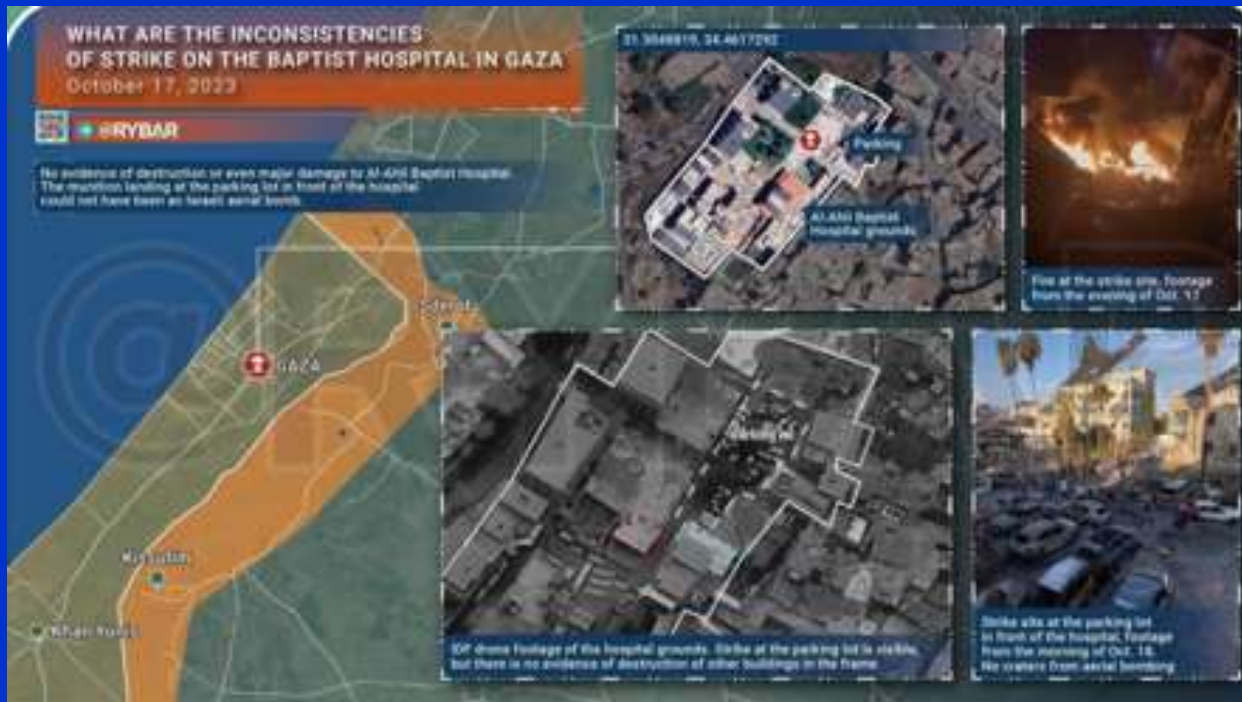 WHAT ARE THE INCONSISTENCIES
OF STRIKE ON THE BAPTIST HOSPITAL IN GAZA
October 17, 2023
@RYBAR
No evidence of destruction or even major damage to Al-Ahli Baptist Hospital
The munition landing at the parking lot in front of the hospital
could not have been an Israeli aerial bomb
Parking
Al-Ahli Baptist
Hospital grounds
Fire at the strike site, footage
from the evening of Oct. 17
Sderot
GAZA
Kissufim
Khan Yunis
IDF drone footage of the hospital grounds. Strike at the parking lot is visible,
but there is no evidence of destruction of other buildings in the frame
Strike site at the parking lot
in front of the hospital, footage
from the morning of Oct. 18.
No craters from aerial bombing